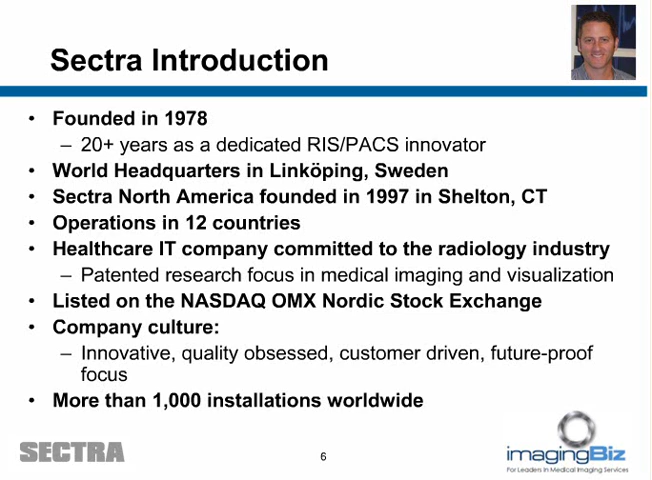 Sectra Introduction
• Founded in 1978
– 20+ years as a dedicated RIS/PACS innovator
• World Headquarters in Linköping, Sweden
• Sectra North America founded in 1997 in Shelton, CT
• Operations in 12 countries
• Healthcare IT company committed to the radiology industry
– Patented research focus in medical imaging and visualization
• Listed on the NASDAQ OMX Nordic Stock Exchange
• Company culture:
– Innovative, quality obsessed, customer driven, future-proof
focus
• More than 1,000 installations worldwide
SECTRA
6
imagingBiz
For Leaders in Medical Imaging Services